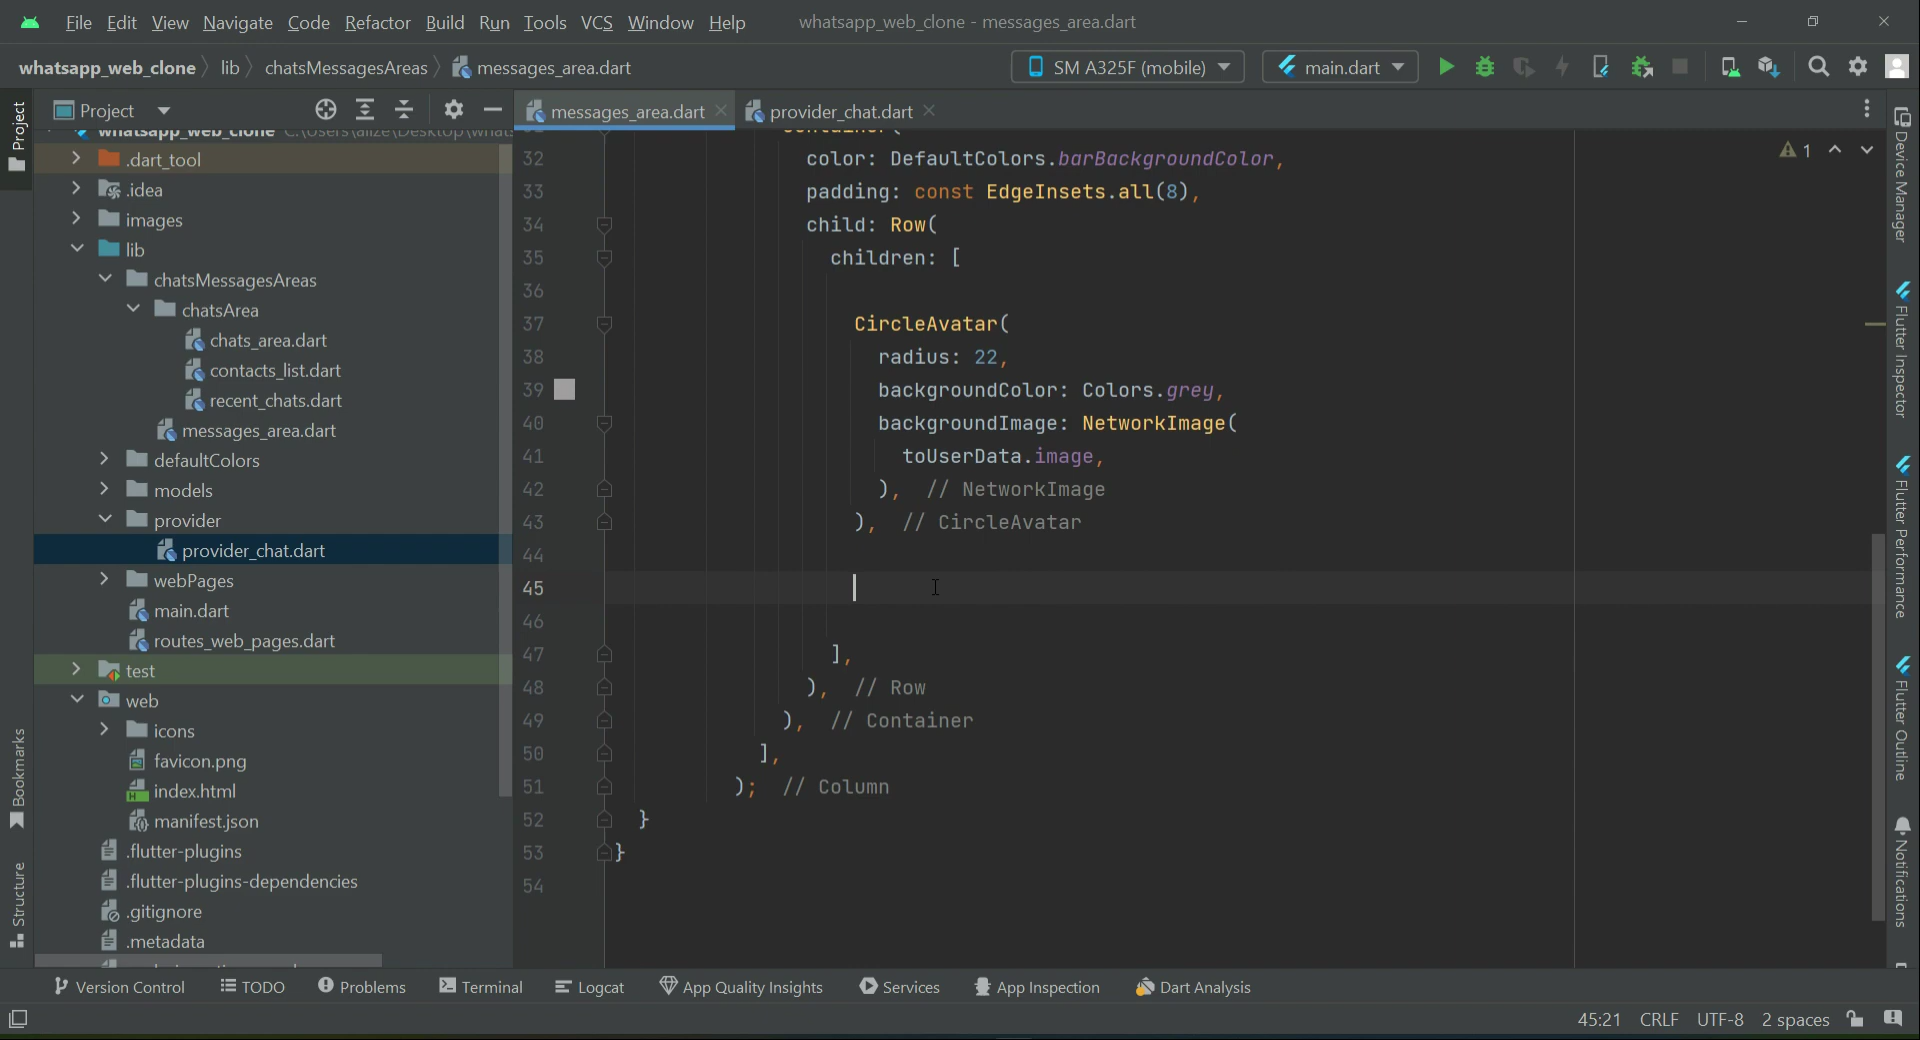 File Edit View Navigate Code Refactor Build Run Tools VCS Window Help whatsapp_web_clone - messages_area.dart
whatsapp_web_clone lib chatsMessagesAreas messages_area.dart SM A325F (mobile) main.dart
Project
messages_area.dart provider_chat.dart
Project
Bookmarks
Structure
whatsapp_web_clone
.dart_tool
.idea
images
lib
chatsMessagesAreas
chatsArea
chats_area.dart
contacts_list.dart
recent_chats.dart
messages_area.dart
defaultColors
models
provider
provider_chat.dart
webPages
main.dart
routes_web_pages.dart
test
web
icons
favicon.png
index.html
manifest.json
.flutter-plugins
.flutter-plugins-dependencies
.gitignore
.metadata
32 color: DefaultColors.barBackgroundColor,
33 padding: const EdgeInsets.all(8),
34 child: Row(
35 children: [
36
37 CircleAvatar(
38 radius: 22,
39 backgroundColor: Colors.grey,
40 backgroundImage: NetworkImage(
41 toUserData.image,
42 ), // NetworkImage
43 ), // CircleAvatar
44
45
46
47 ],
48 ), // Row
49 ), // Container
50 ],
51 ); // Column
52 }
53 }
54
1
Device Manager
Flutter Inspector
Flutter Performance
Flutter Outline
Notifications
Version Control TODO Problems Terminal Logcat App Quality Insights Services App Inspection Dart Analysis
45:21 CRLF UTF-8 2 spaces